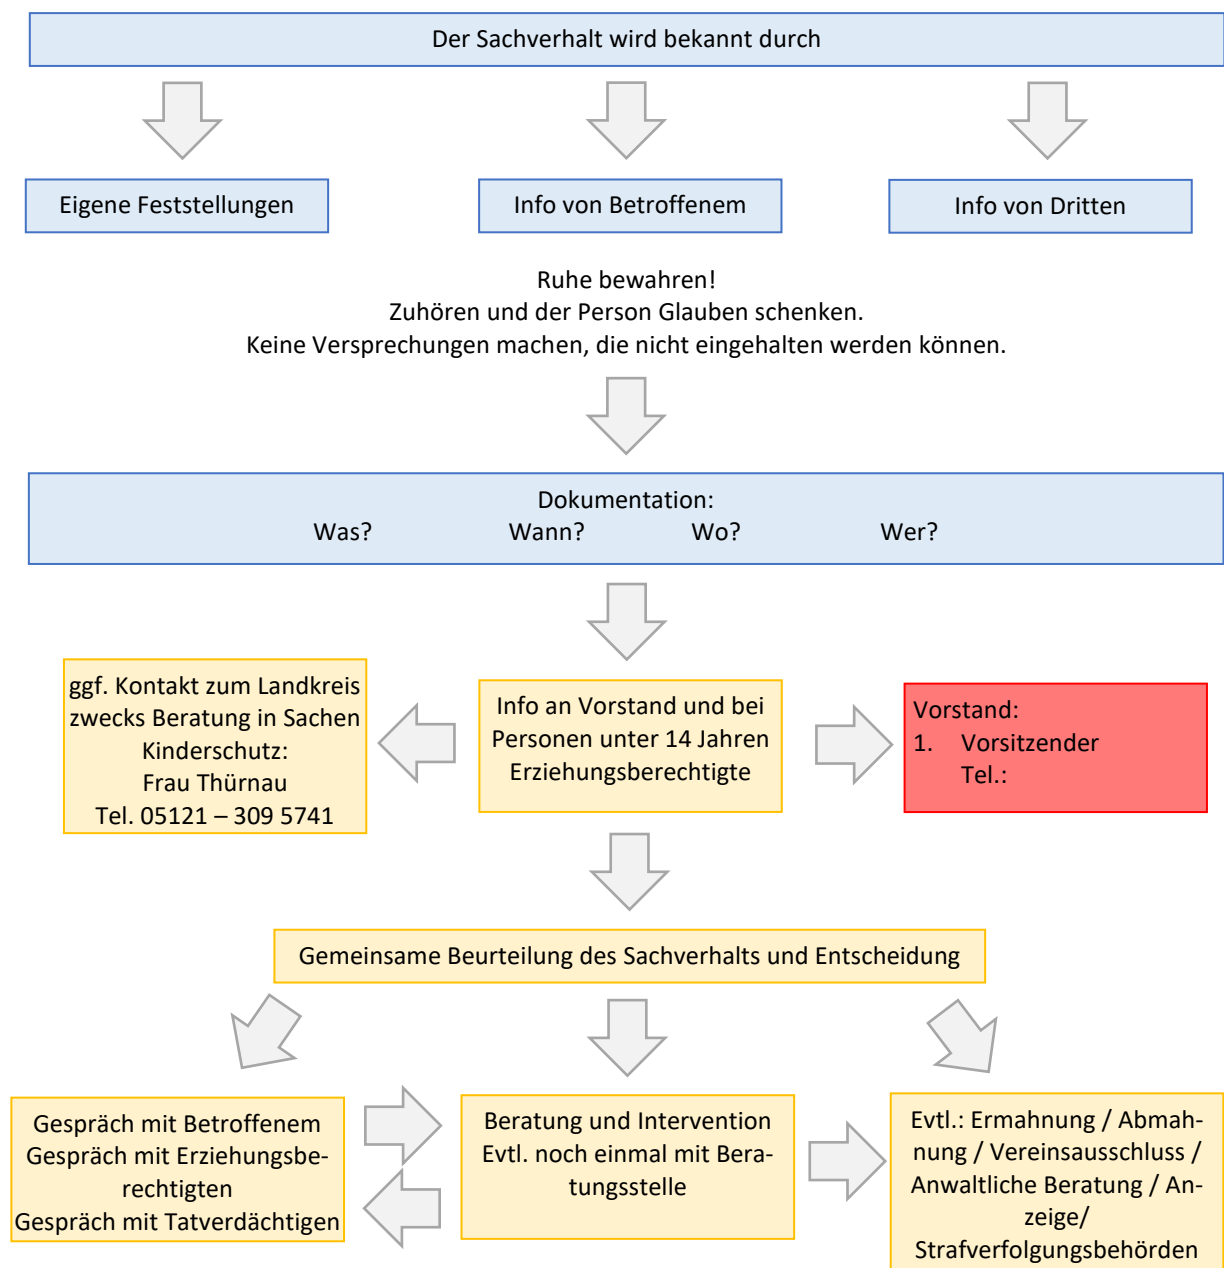 Der Sachverhalt wird bekannt durch
Eigene Feststellungen
Info von Betroffenem
Info von Dritten
Ruhe bewahren!
Zuhören und der Person Glauben schenken.
Keine Versprechungen machen, die nicht eingehalten werden können.
Dokumentation:
Was? Wann? Wo? Wer?
ggf. Kontakt zum Landkreis
zwecks Beratung in Sachen
Kinderschutz:
Frau Thürnau
Tel. 05121 – 309 5741
Info an Vorstand und bei
Personen unter 14 Jahren
Erziehungsberechtigte
Vorstand:
1. Vorsitzender
Tel.:
Gemeinsame Beurteilung des Sachverhalts und Entscheidung
Gespräch mit Betroffenem
Gespräch mit Erziehungsbe-
rechtigten
Gespräch mit Tatverdächtigen
Beratung und Intervention
Evtl. noch einmal mit Bera-
tungsstelle
Evtl.: Ermahnung / Abmah-
nung / Vereinsausschluss /
Anwaltliche Beratung / An-
zeige/
Strafverfolgungsbehörden